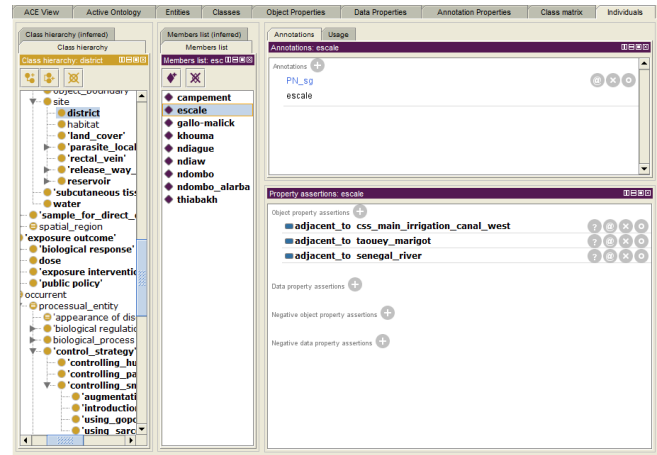 ACE View Active Ontology Entities Classes Object Properties Data Properties Annotation Properties Class matrix Individuals
Class hierarchy (inferred)
Class hierarchy
Class hierarchy: district
object_boundary
site
district
habitat
'land_cover'
'parasite_local
'rectal_vein'
'release_way_
reservoir
'subcutaneous tiss
water
'sample_for_direct_
spatial_region
'exposure outcome'
'biological response'
dose
'exposure interventio
'public policy'
occurrent
processual_entity
'appearance of dis
'biological regulatio
biological_process
'control_strategy'
'controlling_hu
'controlling_pa
'controlling_sn
'augmentati
'introduction
'using_gopo
'using_sarc
Members list (inferred)
Members list
Members list: esc
campement
escale
gallo-malick
khouma
ndiague
ndiaw
ndombo
ndombo_alarba
thiabakh
Annotations Usage
Annotations: escale
Annotations
PN_sg
escale
Property assertions: escale
Object property assertions
adjacent_to css_main_irrigation_canal_west
adjacent_to taouey_marigot
adjacent_to senegal_river
Data property assertions
Negative object property assertions
Negative data property assertions